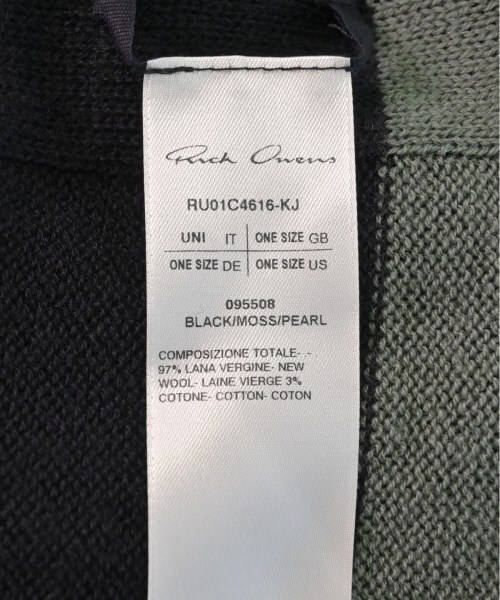 Rick Owens
RU01C4616-KJ
UNI IT ONE SIZE GB
ONE SIZE DE ONE SIZE US
095508
BLACK/MOSS/PEARL
COMPOSIZIONE TOTALE- .-
97% LANA VERGINE- NEW
WOOL- LAINE VIERGE 3%
COTONE- COTTON- COTON